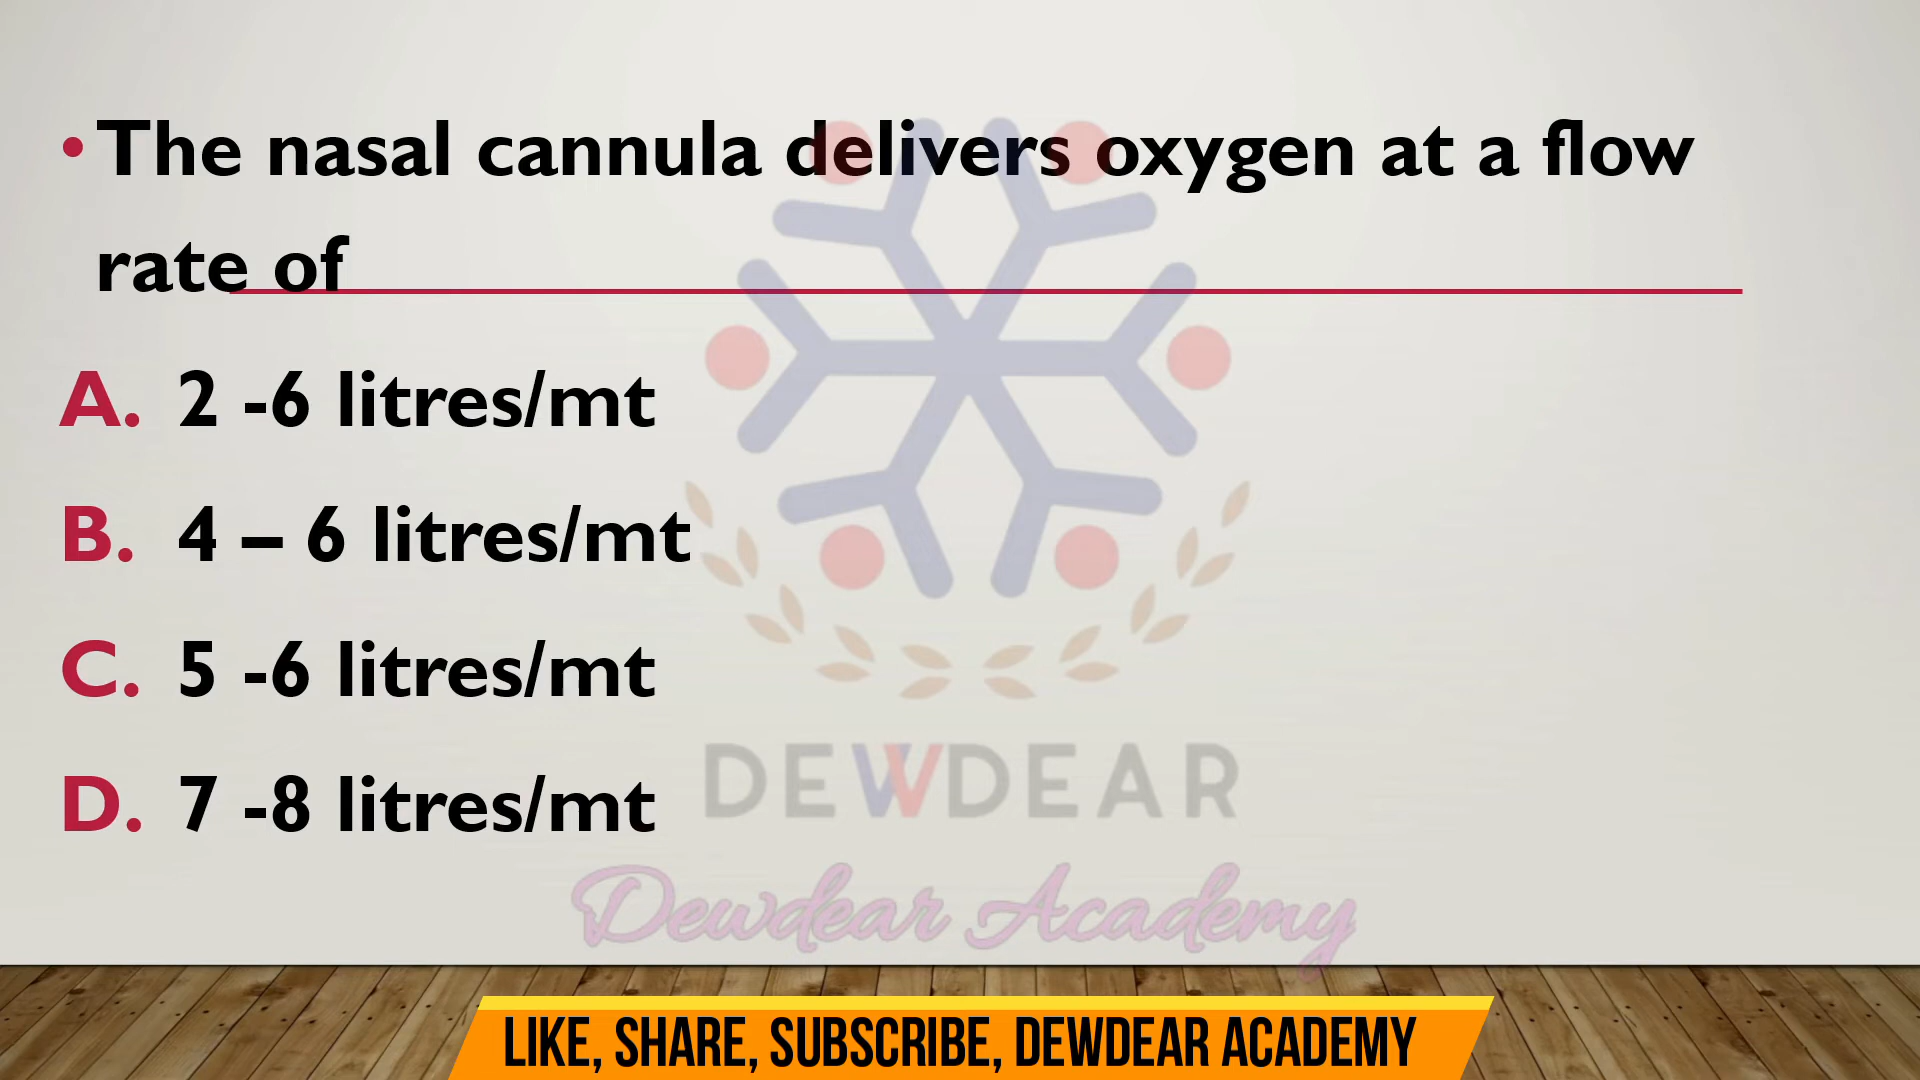 • The nasal cannula delivers oxygen at a flow
rate of
A. 2 -6 litres/mt
B. 4 – 6 litres/mt
C. 5 -6 litres/mt
D. 7 -8 litres/mt
DEWDEAR
Dewdear Academy
LIKE, SHARE, SUBSCRIBE, DEWDEAR ACADEMY